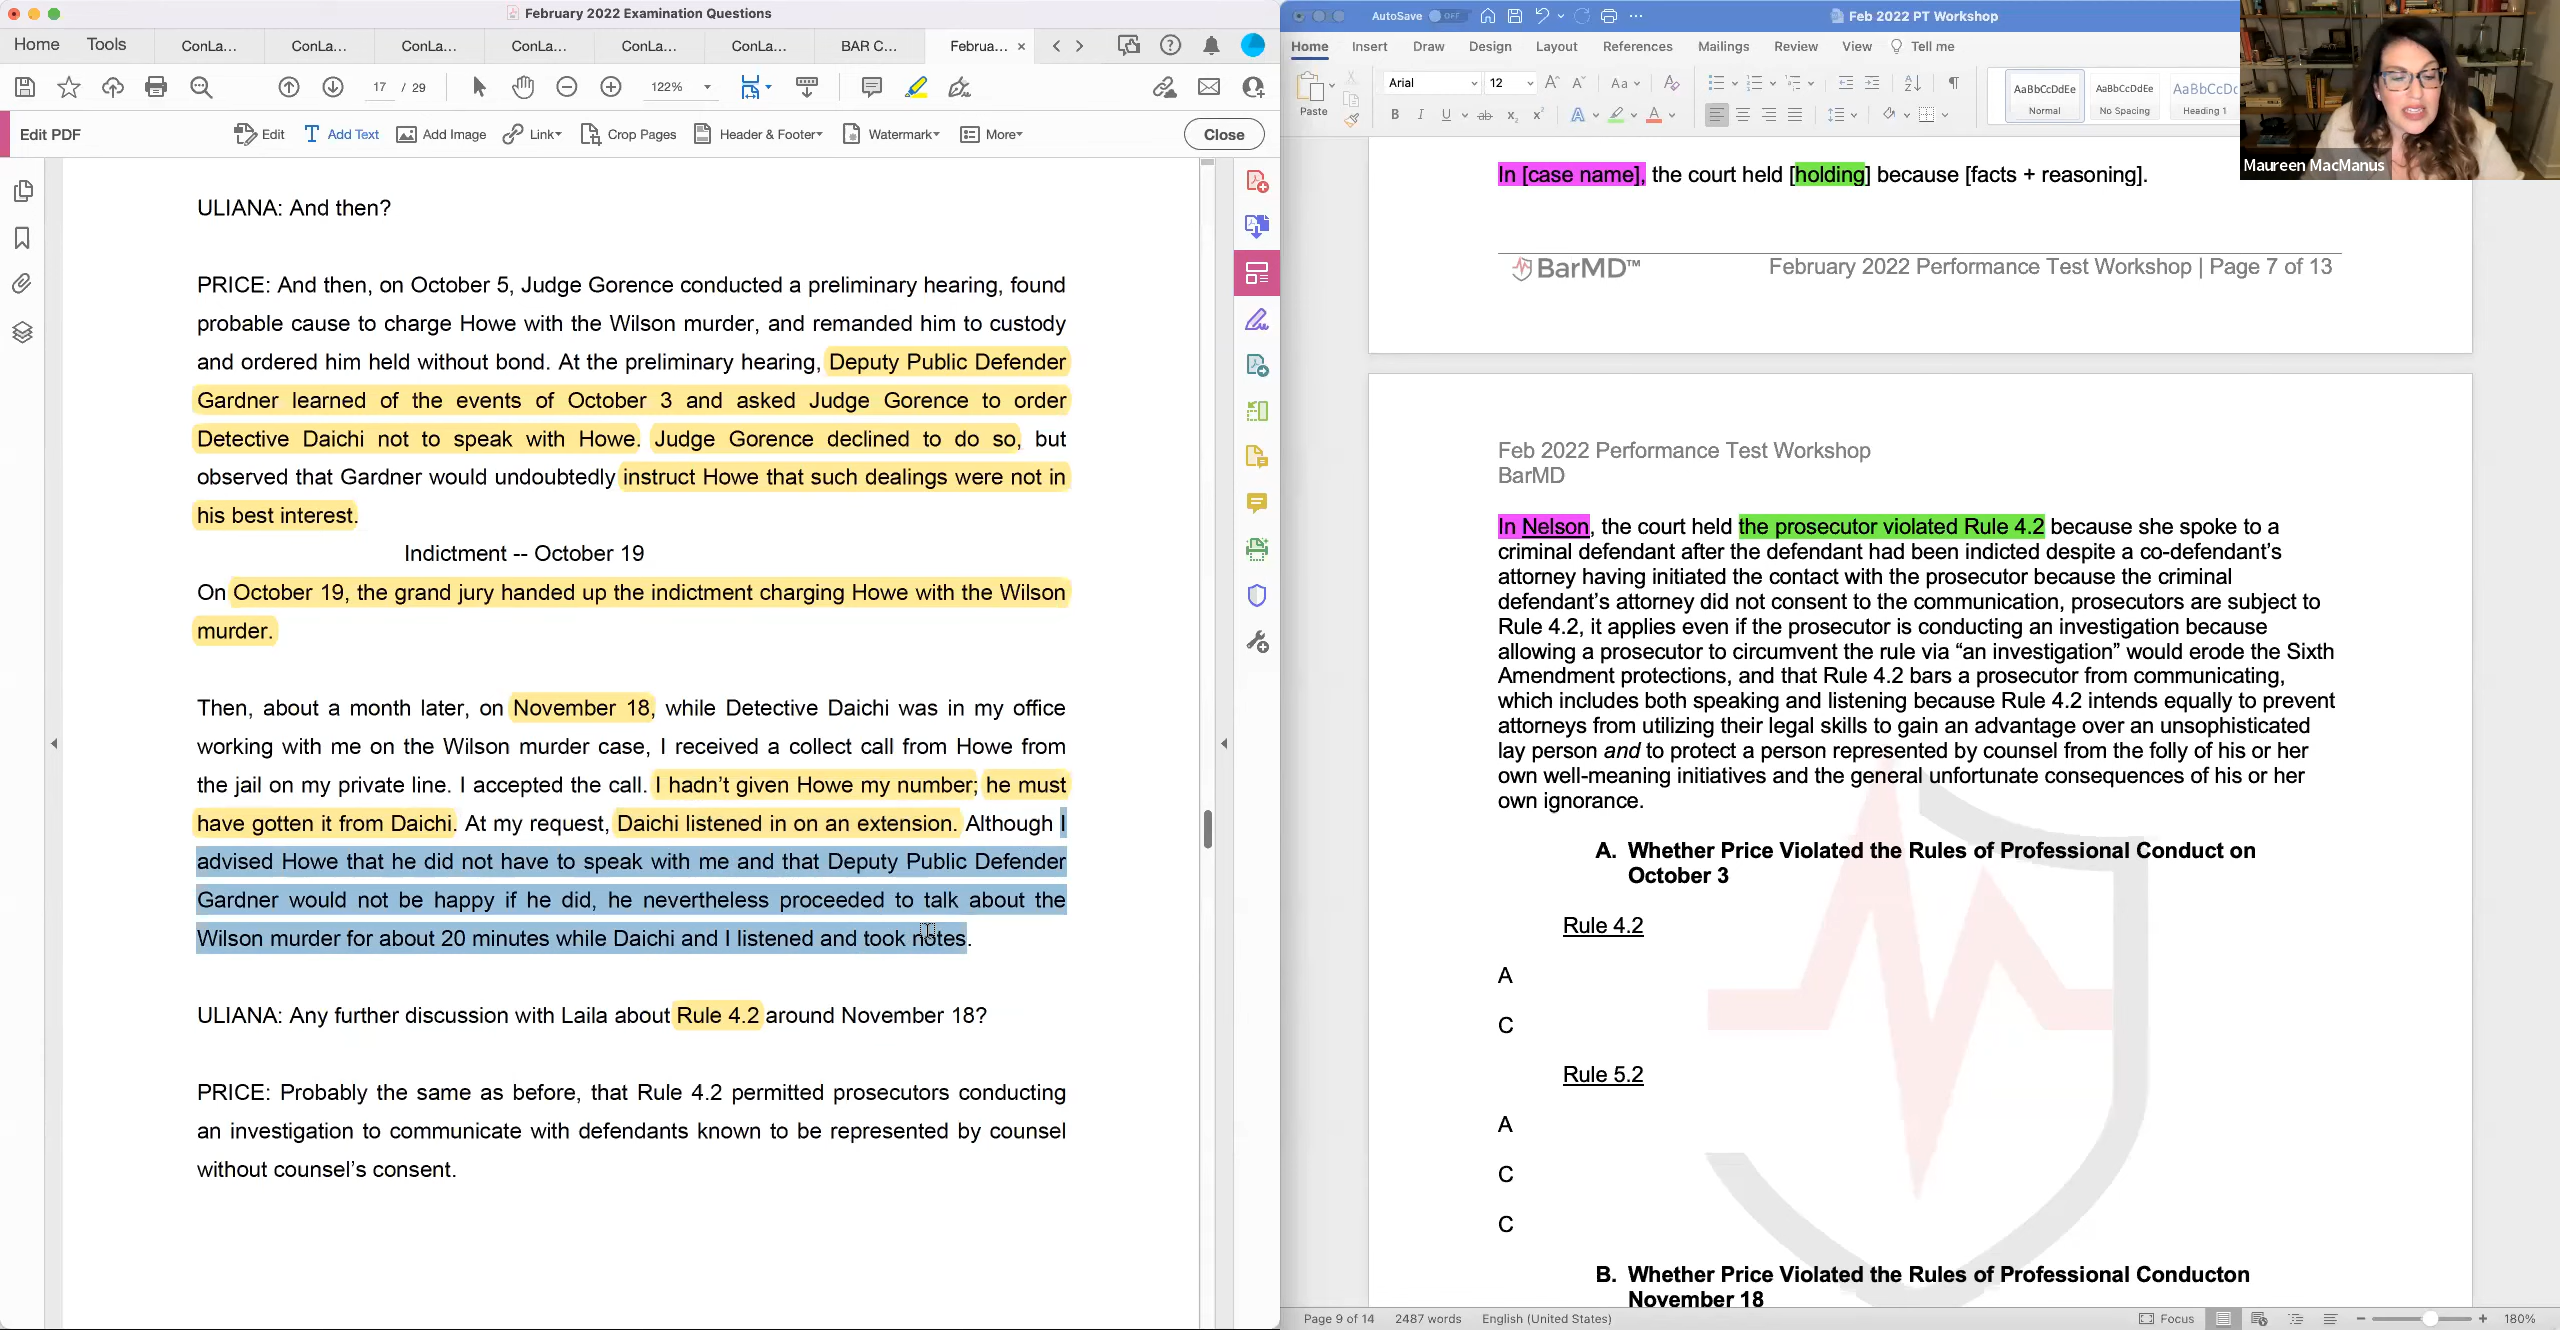 February 2022 Examination Questions
Home Tools ConLa... ConLa... ConLa... ConLa... ConLa... ConLa... BAR C... Februa... ×
17 / 29 122%
Edit PDF Edit Add Text Add Image Link Crop Pages Header & Footer Watermark More Close
ULIANA: And then?
PRICE: And then, on October 5, Judge Gorence conducted a preliminary hearing, found
probable cause to charge Howe with the Wilson murder, and remanded him to custody
and ordered him held without bond. At the preliminary hearing, Deputy Public Defender
Gardner learned of the events of October 3 and asked Judge Gorence to order
Detective Daichi not to speak with Howe. Judge Gorence declined to do so, but
observed that Gardner would undoubtedly instruct Howe that such dealings were not in
his best interest.
Indictment -- October 19
On October 19, the grand jury handed up the indictment charging Howe with the Wilson
murder.
Then, about a month later, on November 18, while Detective Daichi was in my office
working with me on the Wilson murder case, I received a collect call from Howe from
the jail on my private line. I accepted the call. I hadn't given Howe my number; he must
have gotten it from Daichi. At my request, Daichi listened in on an extension. Although I
advised Howe that he did not have to speak with me and that Deputy Public Defender
Gardner would not be happy if he did, he nevertheless proceeded to talk about the
Wilson murder for about 20 minutes while Daichi and I listened and took notes.
ULIANA: Any further discussion with Laila about Rule 4.2 around November 18?
PRICE: Probably the same as before, that Rule 4.2 permitted prosecutors conducting
an investigation to communicate with defendants known to be represented by counsel
without counsel's consent.
AutoSave OFF Feb 2022 PT Workshop
Home Insert Draw Design Layout References Mailings Review View Tell me
Paste Arial 12 Aa AaBbCcDdEe AaBbCcDdEe AaBbCcDc
B I U ab x₂ x² A A Normal No Spacing Heading 1
Maureen MacManus
In [case name], the court held [holding] because [facts + reasoning].
BarMD™ February 2022 Performance Test Workshop | Page 7 of 13
Feb 2022 Performance Test Workshop
BarMD
In Nelson, the court held the prosecutor violated Rule 4.2 because she spoke to a
criminal defendant after the defendant had been indicted despite a co-defendant's
attorney having initiated the contact with the prosecutor because the criminal
defendant's attorney did not consent to the communication, prosecutors are subject to
Rule 4.2, it applies even if the prosecutor is conducting an investigation because
allowing a prosecutor to circumvent the rule via “an investigation” would erode the Sixth
Amendment protections, and that Rule 4.2 bars a prosecutor from communicating,
which includes both speaking and listening because Rule 4.2 intends equally to prevent
attorneys from utilizing their legal skills to gain an advantage over an unsophisticated
lay person and to protect a person represented by counsel from the folly of his or her
own well-meaning initiatives and the general unfortunate consequences of his or her
own ignorance.
A. Whether Price Violated the Rules of Professional Conduct on
October 3
Rule 4.2
A
C
Rule 5.2
A
C
C
B. Whether Price Violated the Rules of Professional Conducton
November 18
Page 9 of 14 2487 words English (United States) Focus 180%